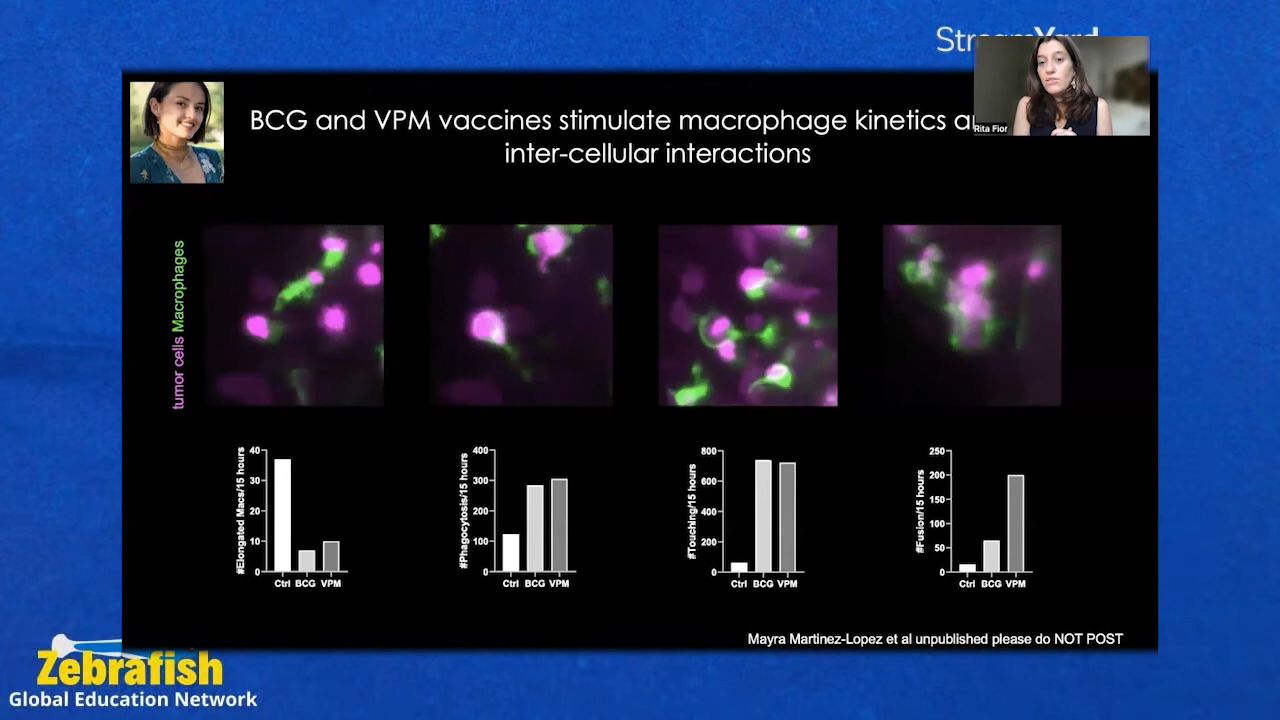 BCG and VPM vaccines stimulate macrophage kinetics
inter-cellular interactions
Rita Fior
tumor cells Macrophages
#Elongated Macs/15 hours
40
30
20
10
0
Ctrl BCG VPM
#Phagocytosis/15 hours
400
300
200
100
0
Ctrl BCG VPM
#Touching/15 hours
800
600
400
200
0
Ctrl BCG VPM
#Fusion/15 hours
250
200
150
100
50
0
Ctrl BCG VPM
Mayra Martinez-Lopez et al unpublished please do NOT POST
Zebrafish
Global Education Network